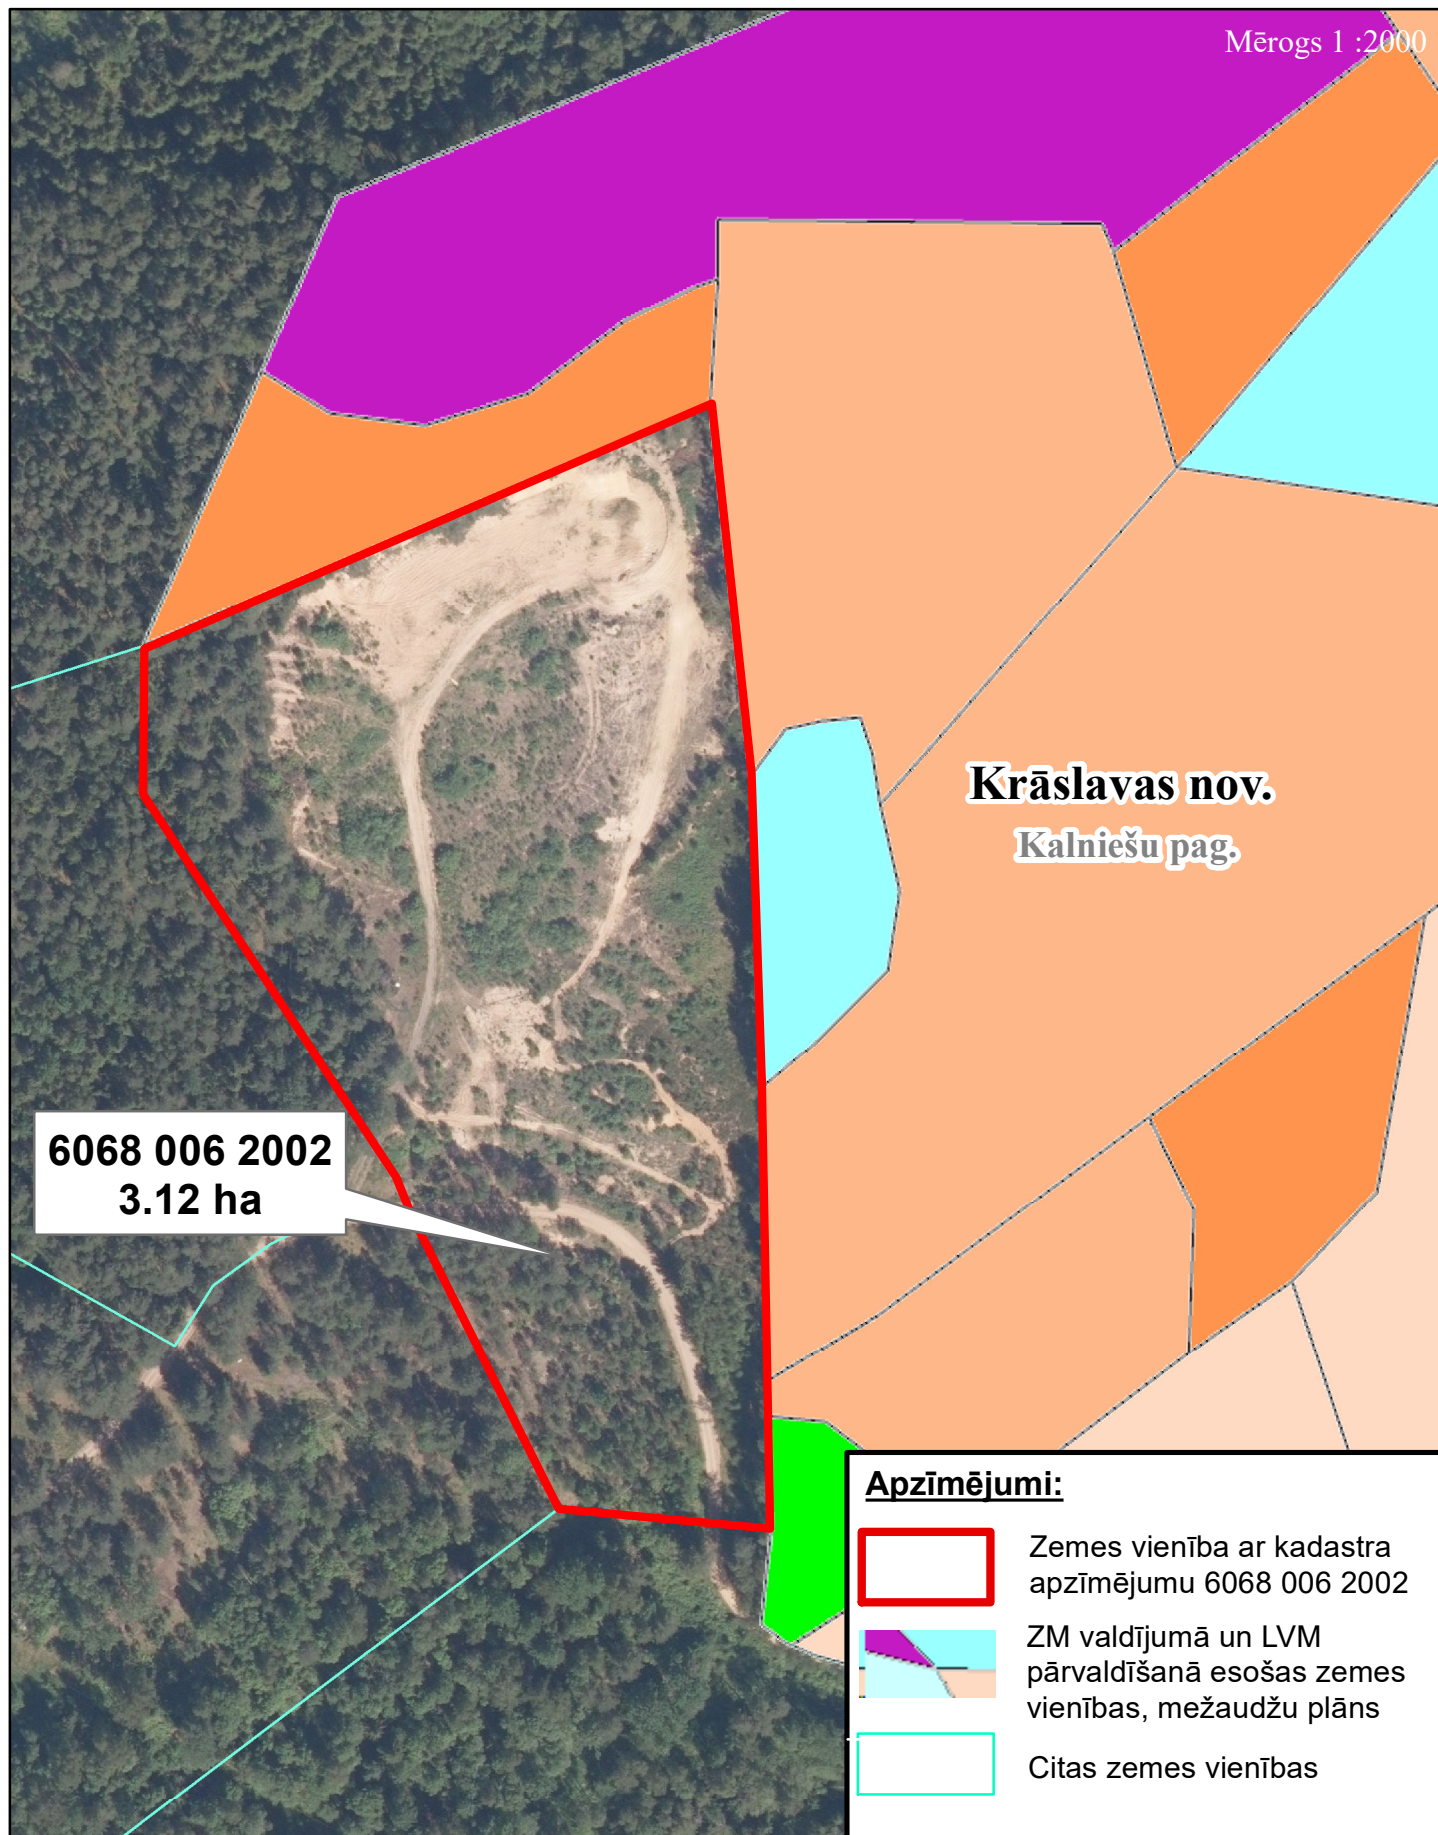 Mērogs 1 :2000
Krāslavas nov.
Kalniešu pag.
6068 006 2002
3.12 ha
Apzīmējumi:
Zemes vienība ar kadastra
apzīmējumu 6068 006 2002
ZM valdījumā un LVM
pārvaldīšanā esošas zemes
vienības, mežaudžu plāns
Citas zemes vienības